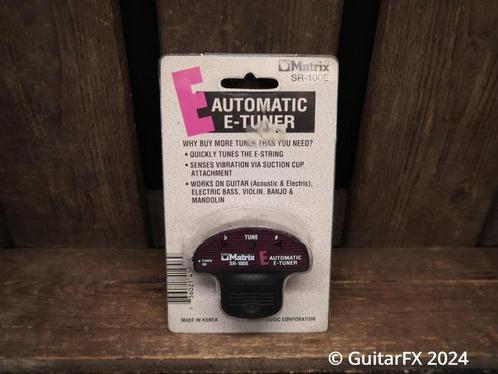 Matrix
SR-100E
E AUTOMATIC
E-TUNER
WHY BUY MORE TUNER THAN YOU NEED?
• QUICKLY TUNES THE E-STRING
• SENSES VIBRATION VIA SUCTION CUP
ATTACHMENT
• WORKS ON GUITAR (Acoustic & Electric),
ELECTRIC BASS, VIOLIN, BANJO &
MANDOLIN
♭ TUNE ♯
TUNER
ON
Matrix
SR-100E
E AUTOMATIC
E-TUNER
MADE IN KOREA
MUSIC CORPORATION
© GuitarFX 2024